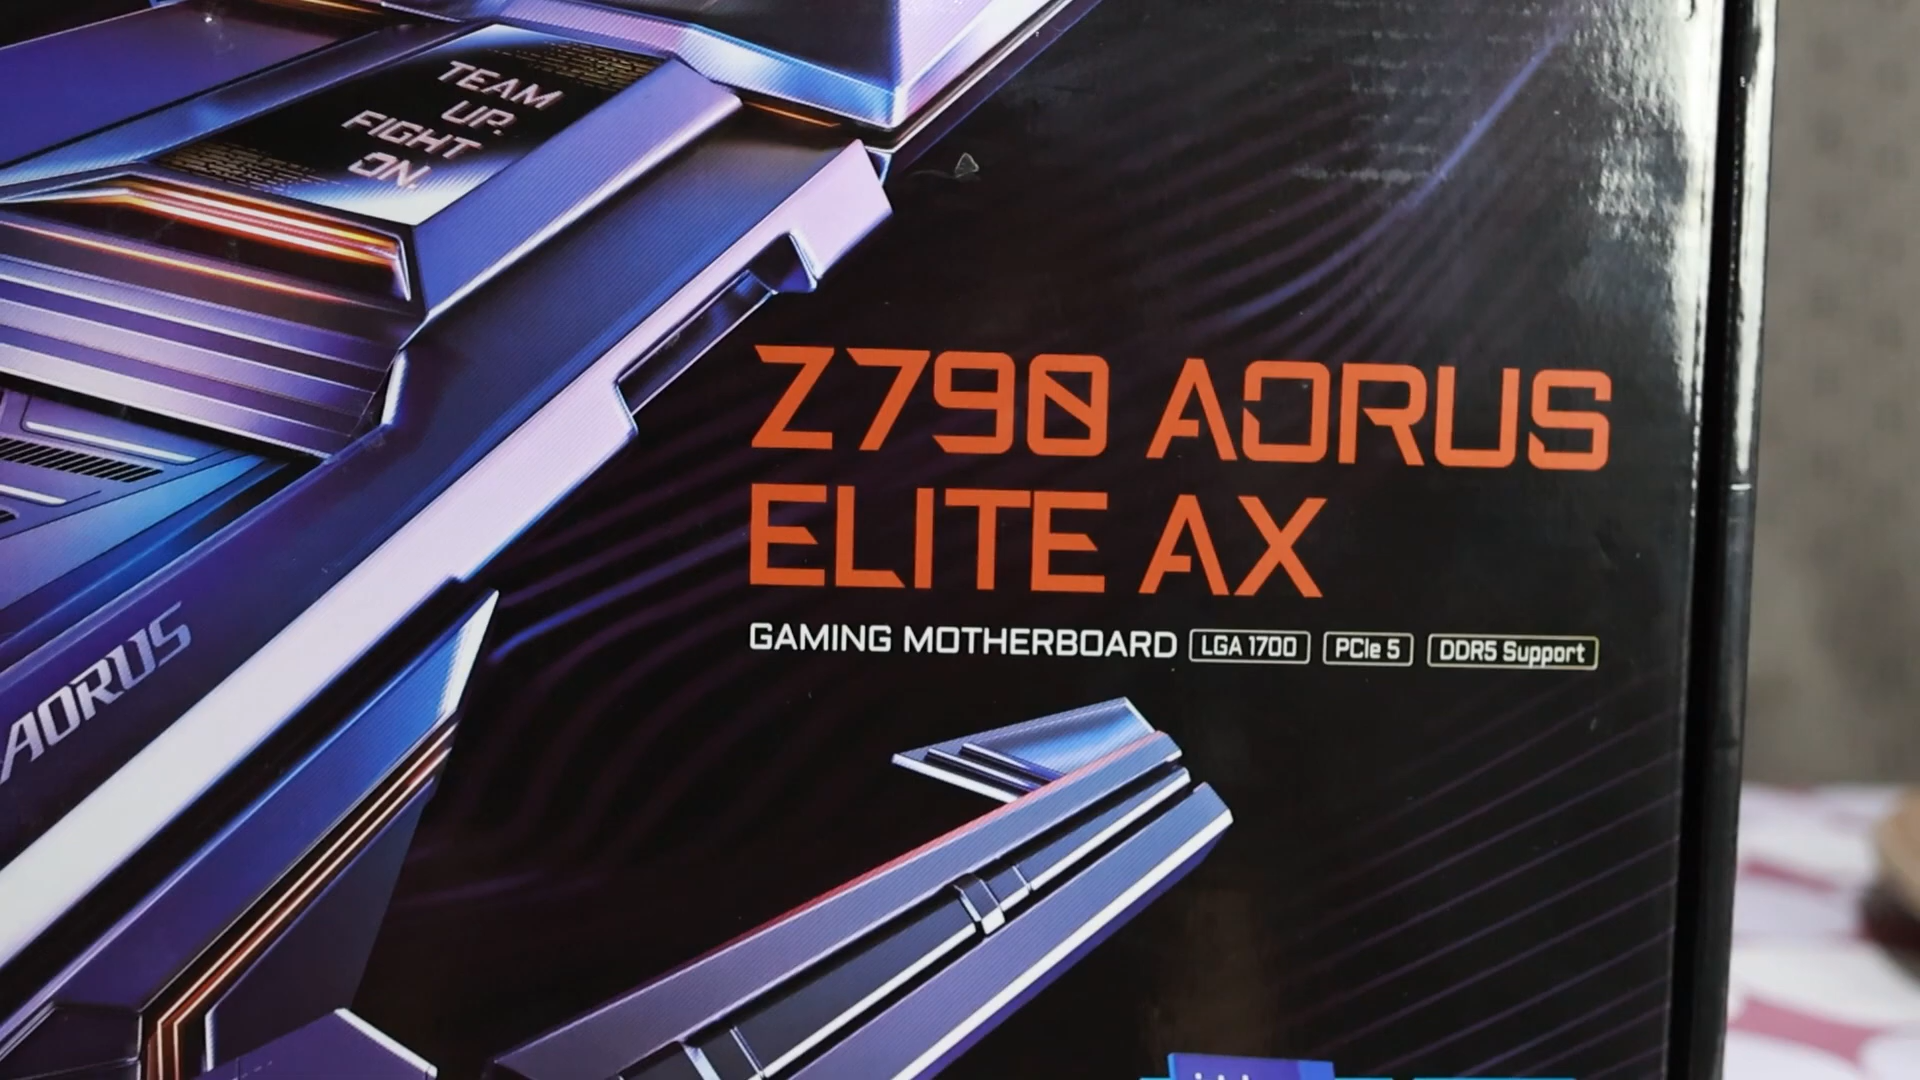 TEAM
UP.
FIGHT
ON.
Z790 AORUS
ELITE AX
GAMING MOTHERBOARD LGA 1700 PCIe 5 DDR5 Support
AORUS